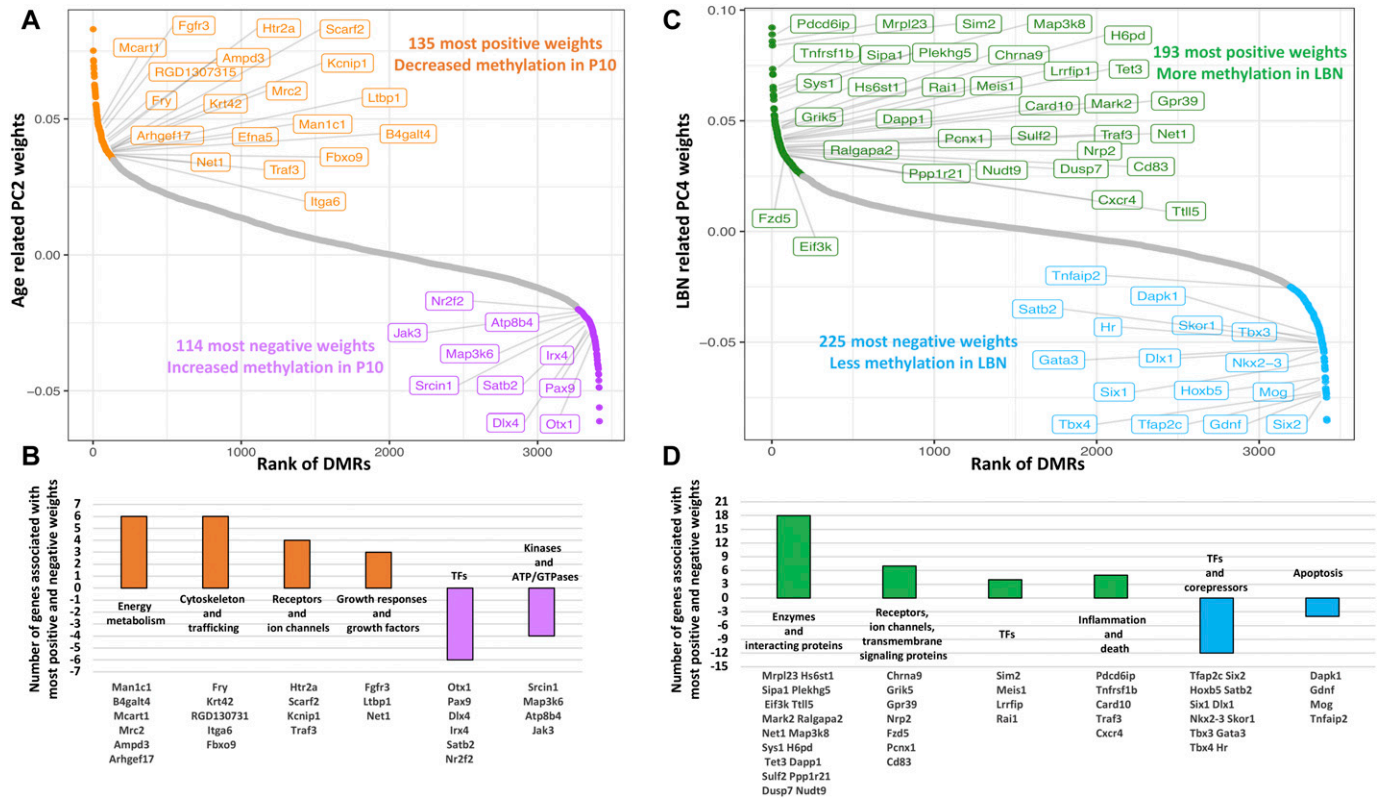 A
Age related PC2 weights
0.05
0.00
−0.05
Fgfr3
Htr2a
Scarf2
Mcart1
Ampd3
RGD1307315
Kcnip1
Fry
Krt42
Mrc2
Ltbp1
Arhgef17
Efna5
Man1c1
B4galt4
Net1
Traf3
Fbxo9
Itga6
135 most positive weights
Decreased methylation in P10
Nr2f2
Jak3
Atp8b4
Map3k6
Irx4
Srcin1
Satb2
Pax9
Dlx4
Otx1
114 most negative weights
Increased methylation in P10
0
1000
2000
3000
Rank of DMRs
C
LBN related PC4 weights
0.10
0.05
0.00
−0.05
Pdcd6ip
Mrpl23
Sim2
Map3k8
H6pd
Tnfrsf1b
Sipa1
Plekhg5
Chrna9
Sys1
Hs6st1
Rai1
Meis1
Lrrfip1
Tet3
Grik5
Dapp1
Card10
Mark2
Gpr39
Pcnx1
Sulf2
Traf3
Net1
Ralgapa2
Nrp2
Ppp1r21
Nudt9
Dusp7
Cd83
Cxcr4
Ttll5
Fzd5
Eif3k
193 most positive weights
More methylation in LBN
Tnfaip2
Dapk1
Satb2
Hr
Skor1
Tbx3
Gata3
Dlx1
Nkx2−3
Six1
Hoxb5
Mog
Tbx4
Tfap2c
Gdnf
Six2
225 most negative weights
Less methylation in LBN
0
1000
2000
3000
Rank of DMRs
B
Number of genes associated with
most positive and negative weights
7
6
5
4
3
2
1
0
-1
-2
-3
-4
-5
-6
-7
Energy
metabolism
Cytoskeleton
and
trafficking
Receptors
and
ion channels
Growth responses
and
growth factors
TFs
Kinases
and
ATP/GTPases
Man1c1
B4galt4
Mcart1
Mrc2
Ampd3
Arhgef17
Fry
Krt42
RGD130731
Itga6
Fbxo9
Htr2a
Scarf2
Kcnip1
Traf3
Fgfr3
Ltbp1
Net1
Otx1
Pax9
Dlx4
Irx4
Satb2
Nr2f2
Srcin1
Map3k6
Atp8b4
Jak3
D
Number of genes associated with
most positive and negative weights
21
18
15
12
9
6
3
0
-3
-6
-9
-12
-15
Enzymes
and
interacting proteins
Receptors,
ion channels,
transmembrane
signaling proteins
TFs
Inflammation
and
death
TFs
and
corepressors
Apoptosis
Mrpl23 Hs6st1
Sipa1 Plekhg5
Eif3k Ttll5
Mark2 Ralgapa2
Net1 Map3k8
Sys1 H6pd
Tet3 Dapp1
Sulf2 Ppp1r21
Dusp7 Nudt9
Chrna9
Grik5
Gpr39
Nrp2
Fzd5
Pcnx1
Cd83
Sim2
Meis1
Lrrfip
Rai1
Pdcd6ip
Tnfrsf1b
Card10
Traf3
Cxcr4
Tfap2c Six2
Hoxb5 Satb2
Six1 Dlx1
Nkx2-3 Skor1
Tbx3 Gata3
Tbx4 Hr
Dapk1
Gdnf
Mog
Tnfaip2